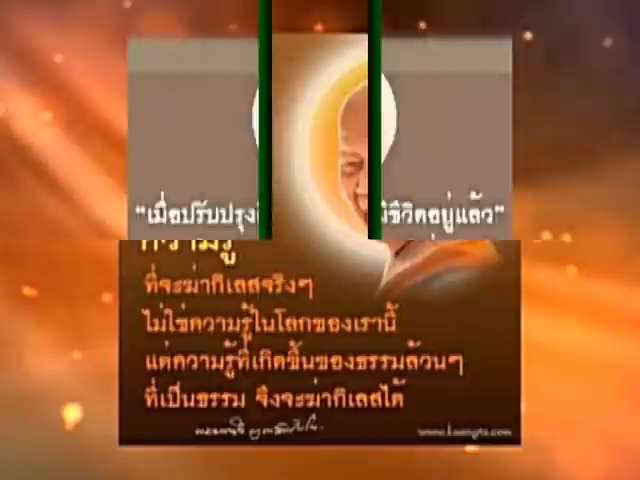 "เมื่อปรับปรุง
มีชีวิตอยู่แล้ว"
ความรู้
ที่จะฆ่ากิเลสจริงๆ
ไม่ใช่ความรู้ในโลกของเรานี้
แต่ความรู้ที่เกิดขึ้นของธรรมล้วนๆ
ที่เป็นธรรม จึงจะฆ่ากิเลสได้
www.luangta.com